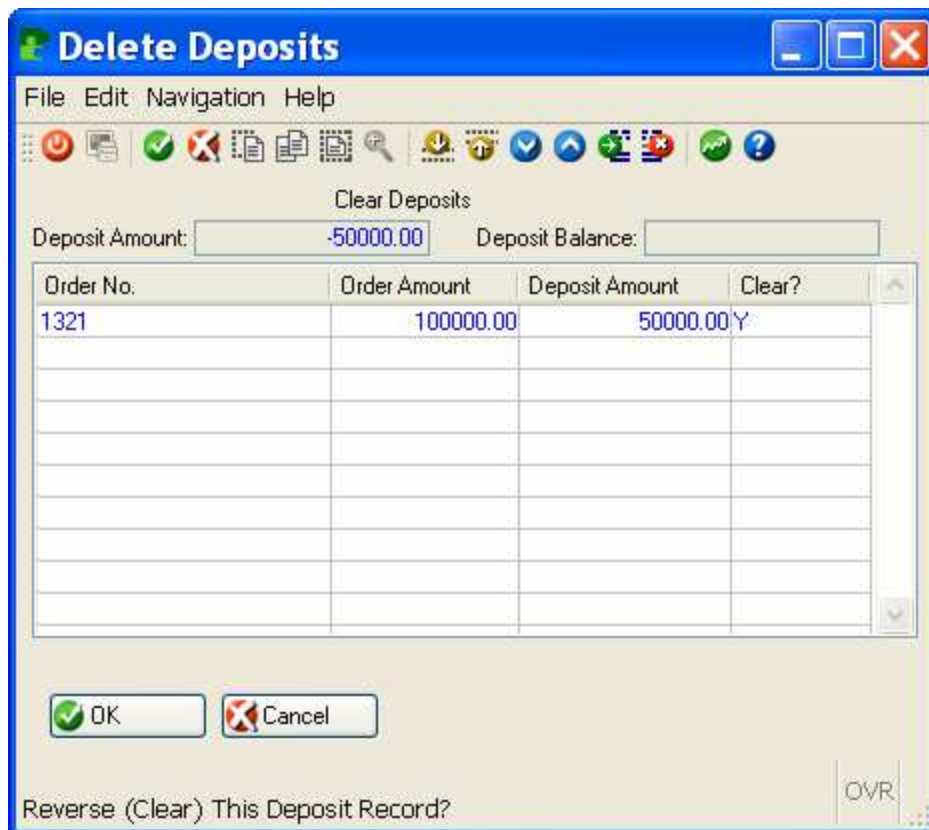 Delete Deposits
File Edit Navigation Help
Clear Deposits
Deposit Amount: -50000.00 Deposit Balance:
Order No. Order Amount Deposit Amount Clear?
1321 100000.00 50000.00 Y
OK Cancel
Reverse (Clear) This Deposit Record? OVR